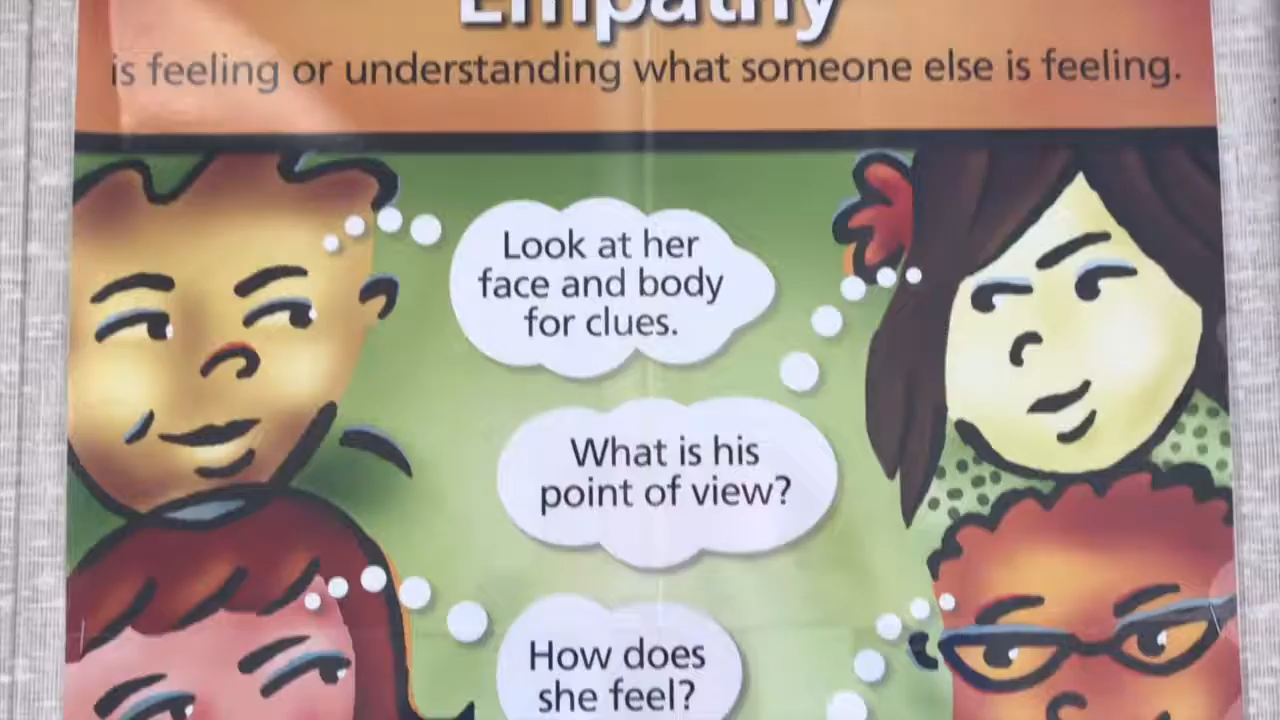 Empathy
is feeling or understanding what someone else is feeling.
Look at her
face and body
for clues.
What is his
point of view?
How does
she feel?